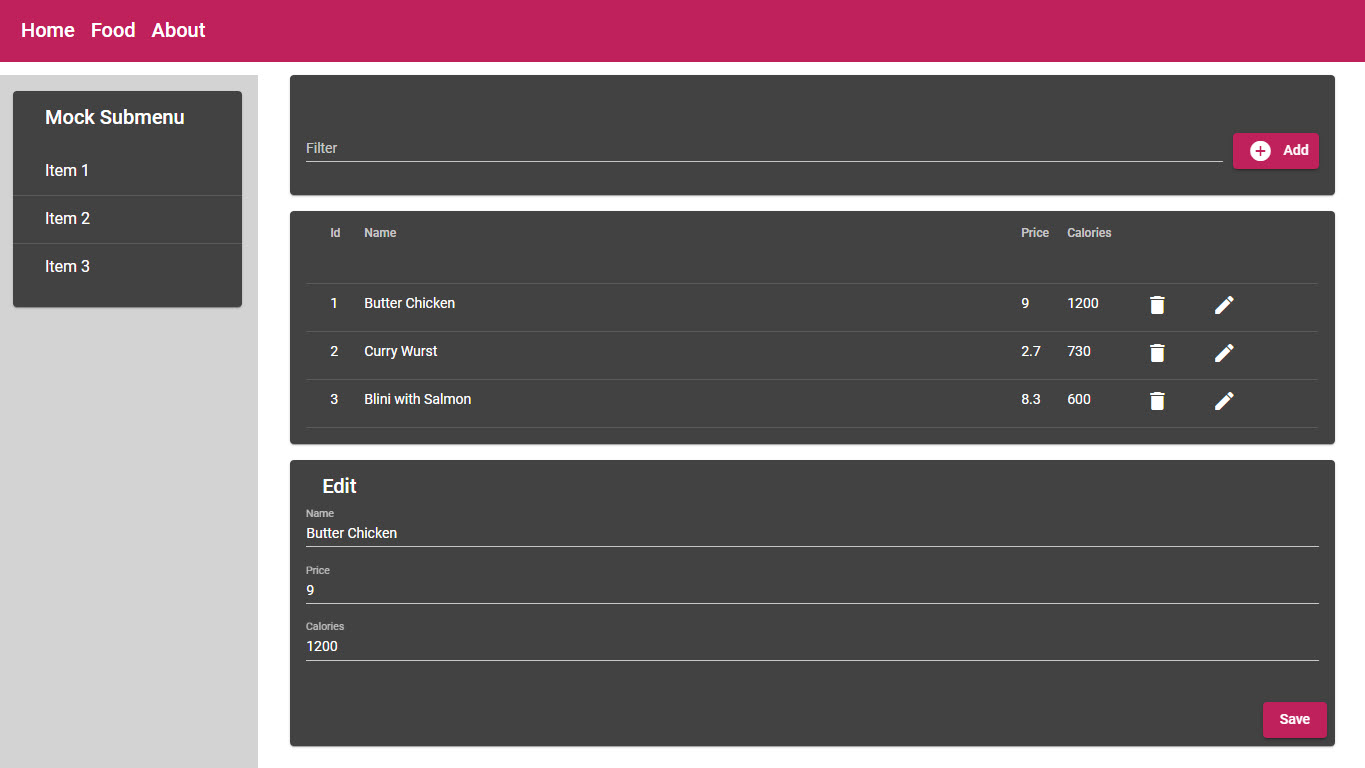 Home Food About
Mock Submenu
Item 1
Item 2
Item 3
Filter
Add
Id Name Price Calories
1 Butter Chicken 9 1200
2 Curry Wurst 2.7 730
3 Blini with Salmon 8.3 600
Edit
Name
Butter Chicken
Price
9
Calories
1200
Save